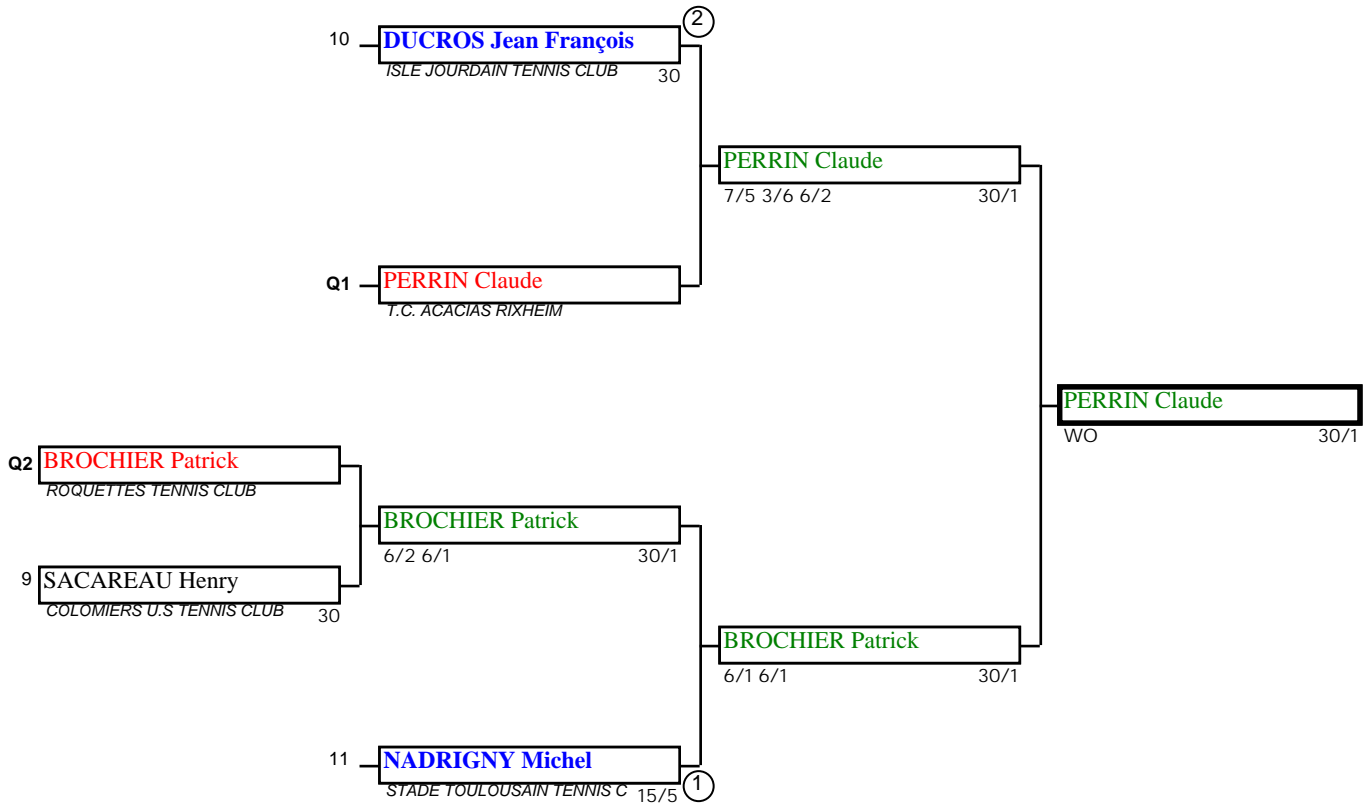 2
10 DUCROS Jean François
ISLE JOURDAIN TENNIS CLUB 30
PERRIN Claude
7/5 3/6 6/2 30/1
Q1 PERRIN Claude
T.C. ACACIAS RIXHEIM
PERRIN Claude
WO 30/1
Q2 BROCHIER Patrick
ROQUETTES TENNIS CLUB
BROCHIER Patrick
6/2 6/1 30/1
9 SACAREAU Henry
COLOMIERS U.S TENNIS CLUB 30
BROCHIER Patrick
6/1 6/1 30/1
11 NADRIGNY Michel
STADE TOULOUSAIN TENNIS C 15/5 1